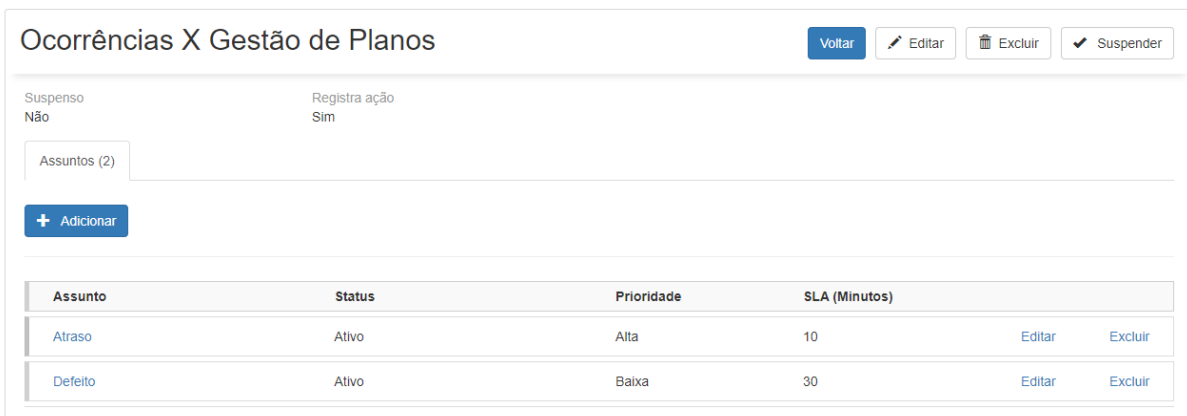 Ocorrências X Gestão de Planos
Voltar Editar Excluir Suspender
Suspenso Registra ação
Não Sim
Assuntos (2)
Adicionar
Assunto Status Prioridade SLA (Minutos)
Atraso Ativo Alta 10 Editar Excluir
Defeito Ativo Baixa 30 Editar Excluir